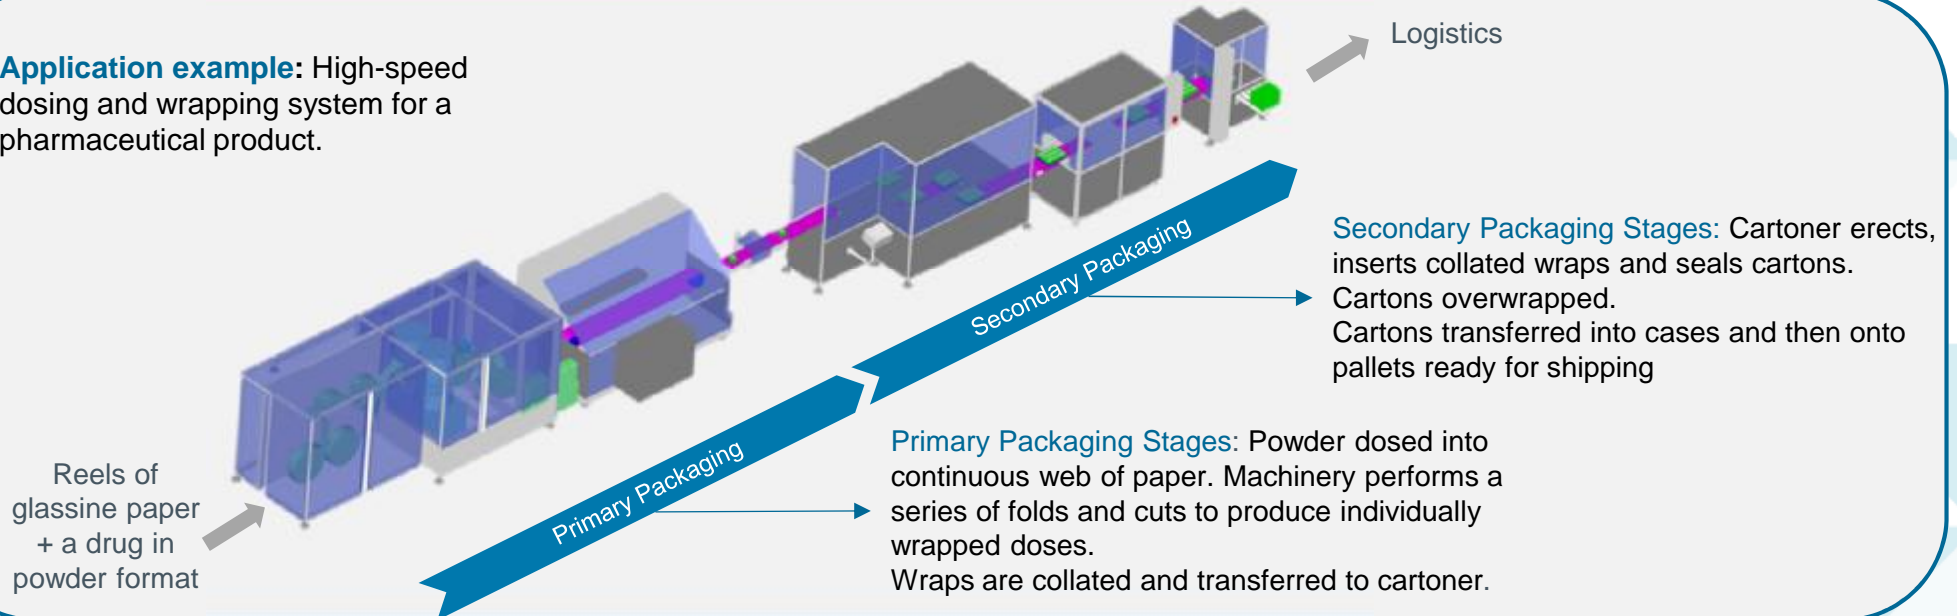 Application example: High-speed
dosing and wrapping system for a
pharmaceutical product.
Logistics
Secondary Packaging
Secondary Packaging Stages: Cartoner erects,
inserts collated wraps and seals cartons.
Cartons overwrapped.
Cartons transferred into cases and then onto
pallets ready for shipping
Primary Packaging
Primary Packaging Stages: Powder dosed into
continuous web of paper. Machinery performs a
series of folds and cuts to produce individually
wrapped doses.
Wraps are collated and transferred to cartoner.
Reels of
glassine paper
+ a drug in
powder format